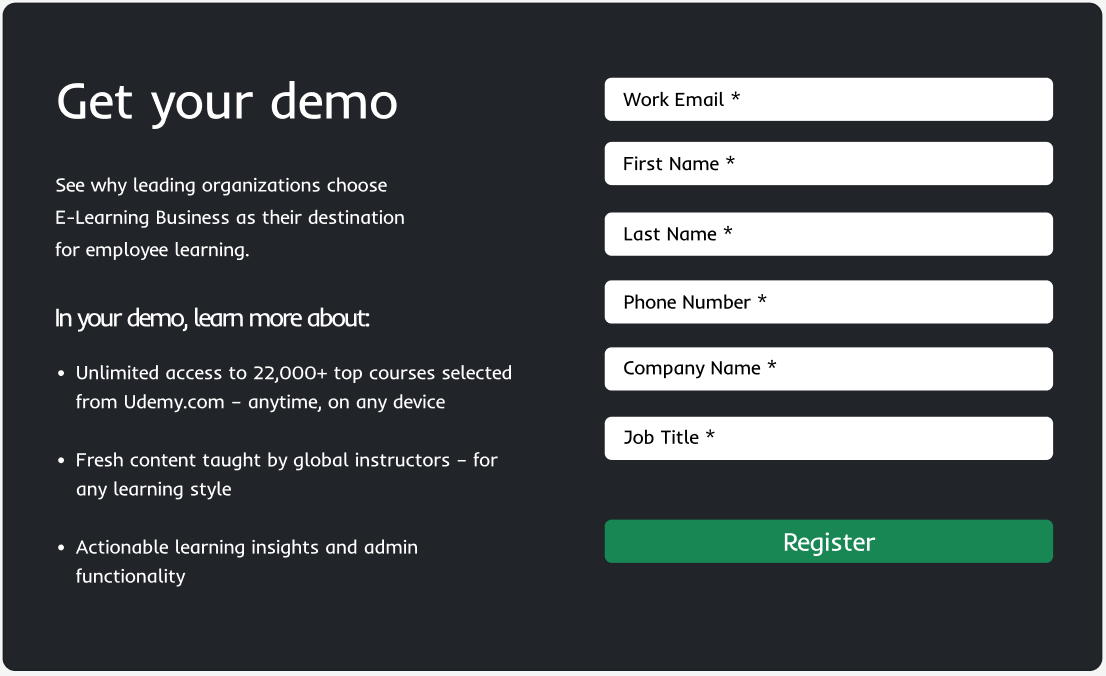 Get your demo
See why leading organizations choose
E-Learning Business as their destination
for employee learning.
In your demo, learn more about:
• Unlimited access to 22,000+ top courses selected
from Udemy.com – anytime, on any device
• Fresh content taught by global instructors – for
any learning style
• Actionable learning insights and admin
functionality
Work Email *
First Name *
Last Name *
Phone Number *
Company Name *
Job Title *
Register